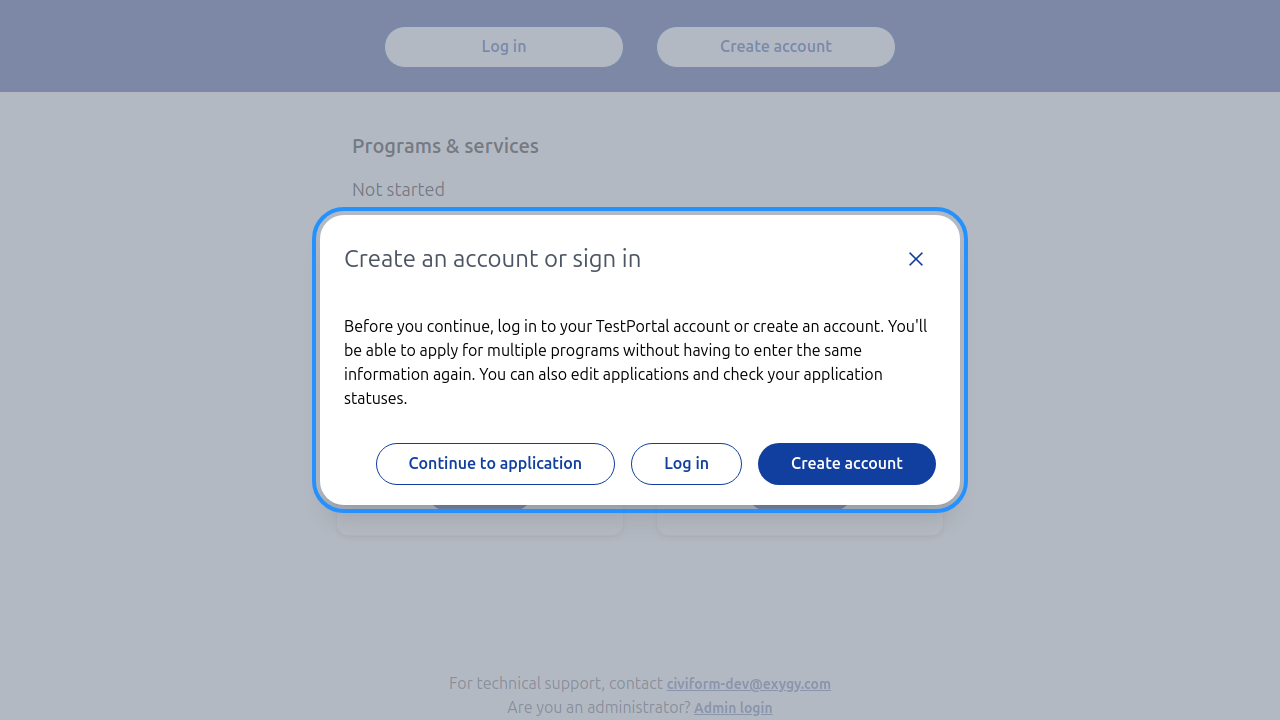 Log in
Create account
Programs & services
Not started
Create an account or sign in
Before you continue, log in to your TestPortal account or create an account. You'll
be able to apply for multiple programs without having to enter the same
information again. You can also edit applications and check your application
statuses.
Continue to application
Log in
Create account
For technical support, contact civiform-dev@exygy.com
Are you an administrator? Admin login